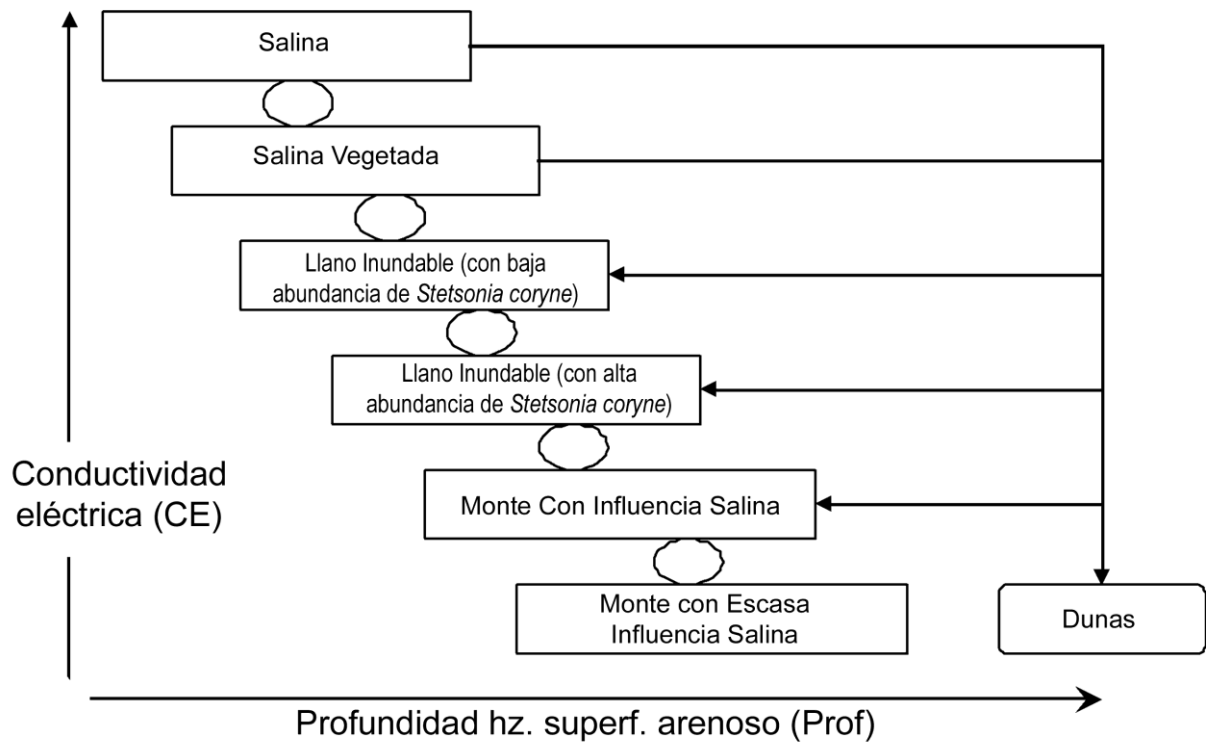 Salina
Salina Vegetada
Llano Inundable (con baja
abundancia de Stetsonia coryne)
Llano Inundable (con alta
abundancia de Stetsonia coryne)
Conductividad
eléctrica (CE)
Monte Con Influencia Salina
Monte con Escasa
Influencia Salina
Dunas
Profundidad hz. superf. arenoso (Prof)